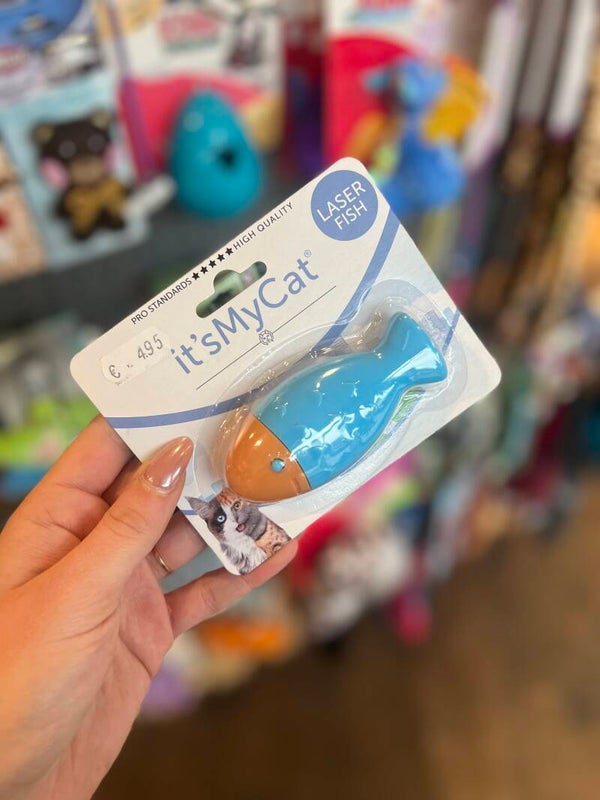 LASER
FISH
PRO STANDARDS ★★★★★ HIGH QUALITY
it'sMyCat®
€ .. 4.95